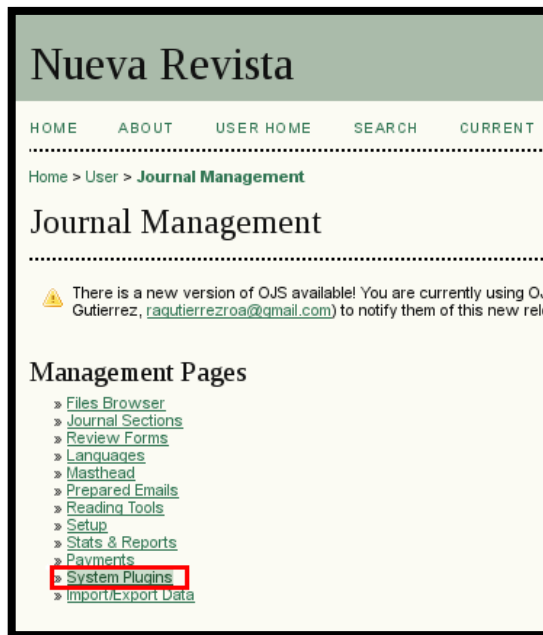 Nueva Revista
HOME ABOUT USER HOME SEARCH CURRENT
Home > User > Journal Management
Journal Management
There is a new version of OJS available! You are currently using OJ
Gutierrez, ragutierrezroa@gmail.com) to notify them of this new rel
Management Pages
» Files Browser
» Journal Sections
» Review Forms
» Languages
» Masthead
» Prepared Emails
» Reading Tools
» Setup
» Stats & Reports
» Payments
» System Plugins
» Import/Export Data